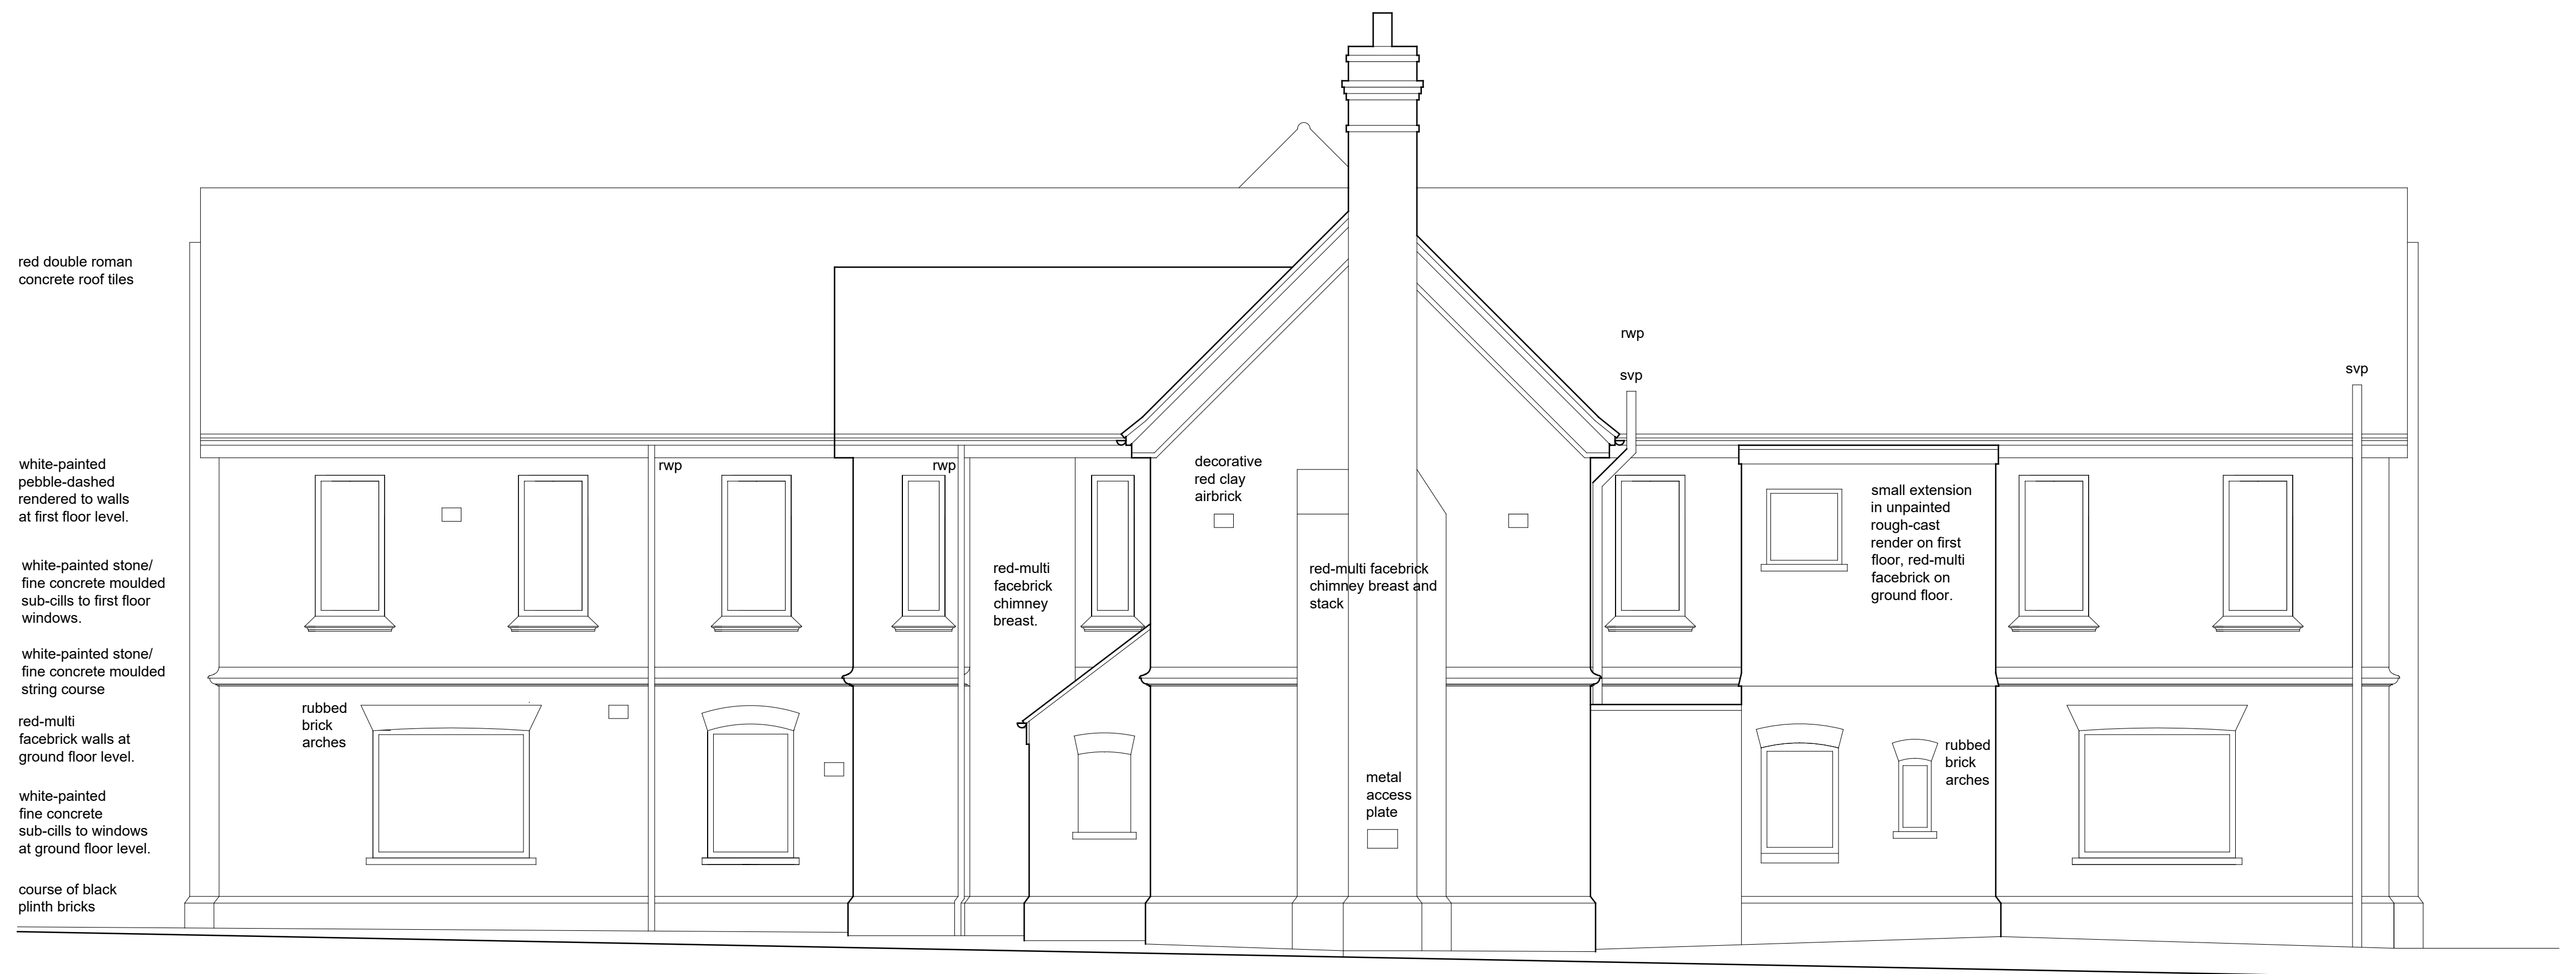 red double roman
concrete roof tiles
white-painted
pebble-dashed
rendered to walls
at first floor level.
white-painted stone/
fine concrete moulded
sub-cills to first floor
windows.
white-painted stone/
fine concrete moulded
string course
red-multi
facebrick walls at
ground floor level.
white-painted
fine concrete
sub-cills to windows
at ground floor level.
course of black
plinth bricks
rubbed
brick
arches
rwp
rwp
red-multi
facebrick
chimney
breast.
decorative
red clay
airbrick
red-multi facebrick
chimney breast and
stack
metal
access
plate
rwp
svp
small extension
in unpainted
rough-cast
render on first
floor, red-multi
facebrick on
ground floor.
rubbed
brick
arches
svp